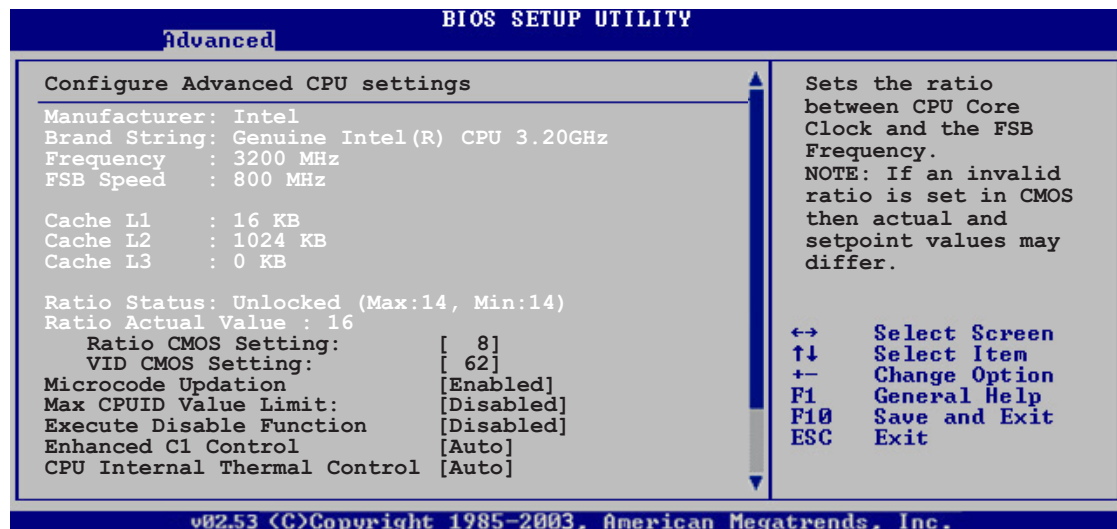 BIOS SETUP UTILITY
Advanced
Configure Advanced CPU settings
Manufacturer: Intel
Brand String: Genuine Intel(R) CPU 3.20GHz
Frequency : 3200 MHz
FSB Speed : 800 MHz
Cache L1 : 16 KB
Cache L2 : 1024 KB
Cache L3 : 0 KB
Ratio Status: Unlocked (Max:14, Min:14)
Ratio Actual Value : 16
Ratio CMOS Setting: [ 8]
VID CMOS Setting: [ 62]
Microcode Updation [Enabled]
Max CPUID Value Limit: [Disabled]
Execute Disable Function [Disabled]
Enhanced C1 Control [Auto]
CPU Internal Thermal Control [Auto]
Sets the ratio
between CPU Core
Clock and the FSB
Frequency.
NOTE: If an invalid
ratio is set in CMOS
then actual and
setpoint values may
differ.
←→ Select Screen
↑↓ Select Item
+- Change Option
F1 General Help
F10 Save and Exit
ESC Exit
v02.53 (C)Copyright 1985-2003, American Megatrends, Inc.